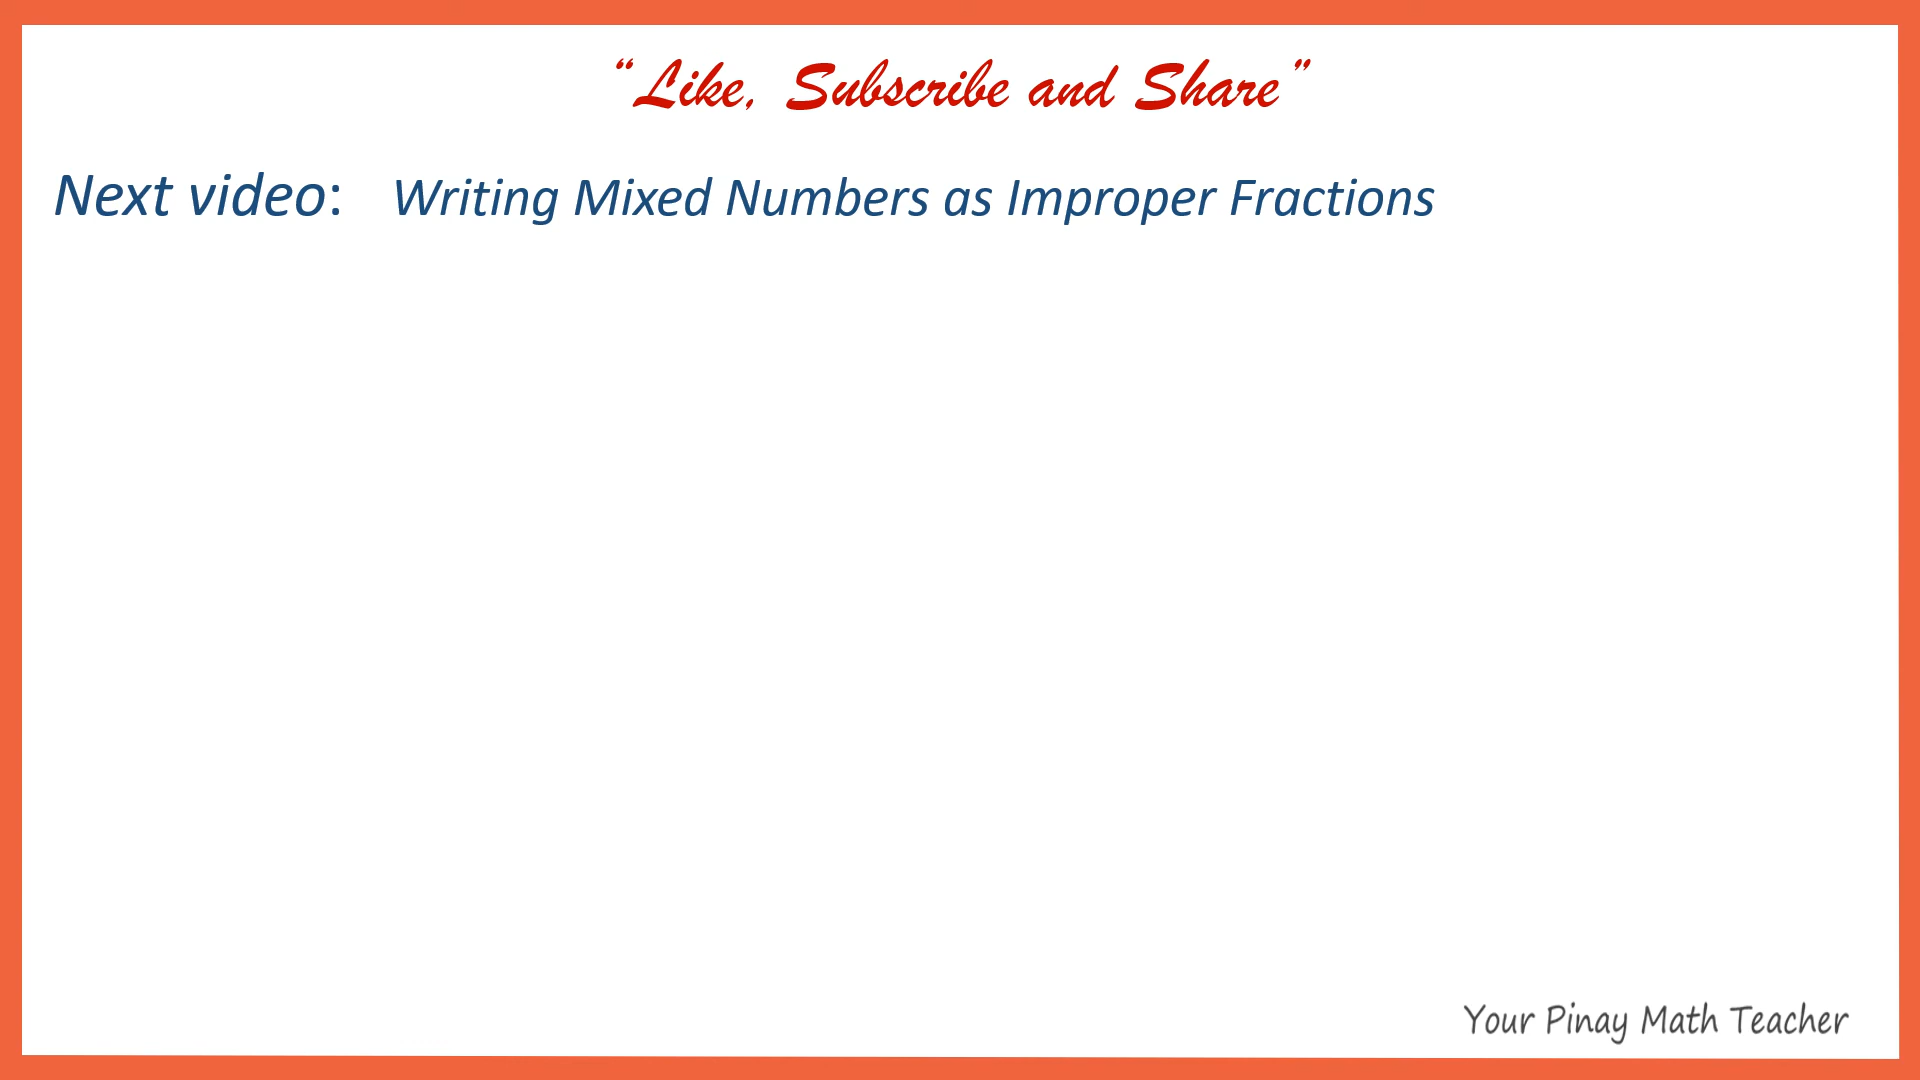 “Like, Subscribe and Share”
Next video: Writing Mixed Numbers as Improper Fractions
Your Pinay Math Teacher